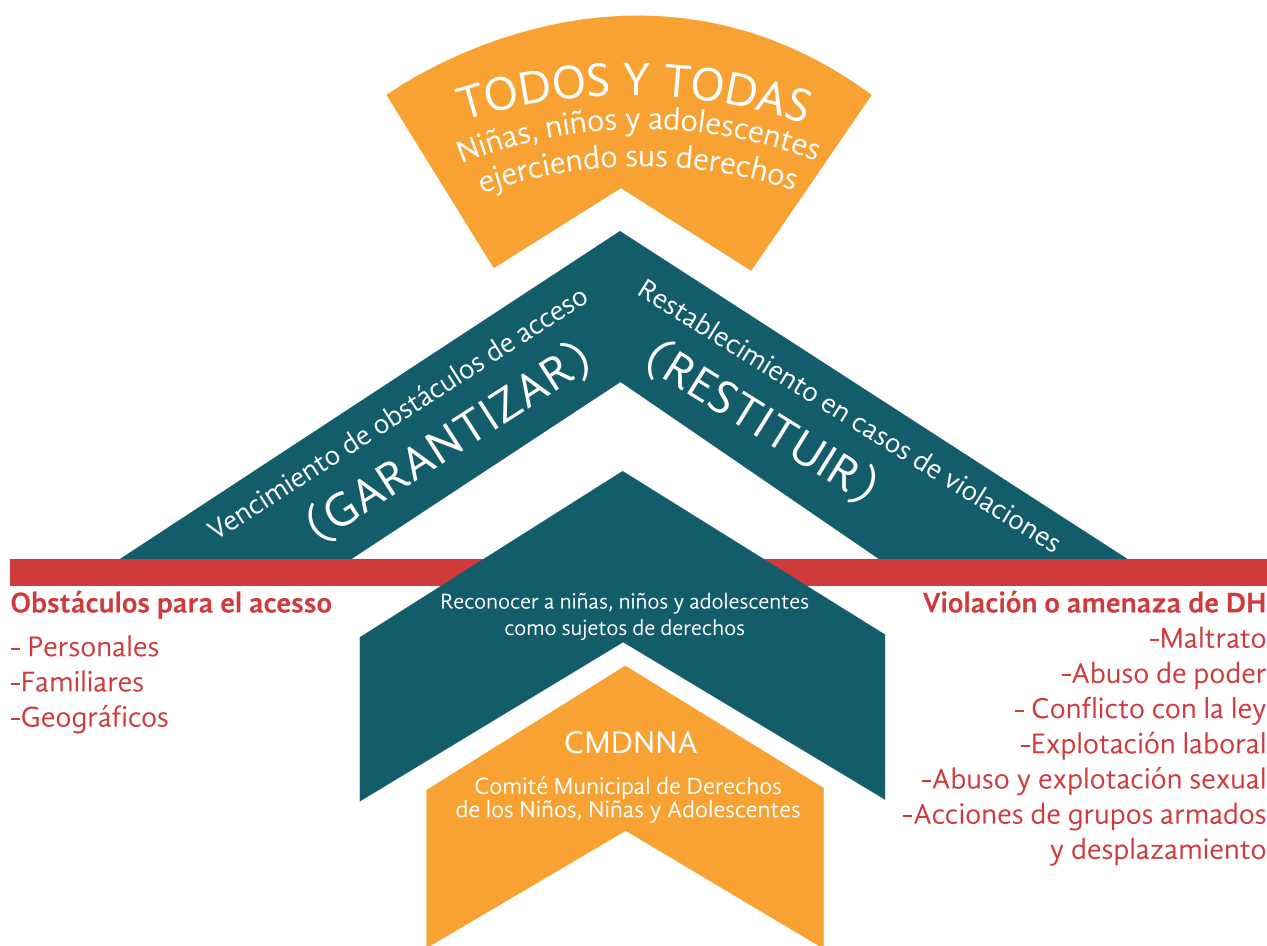 TODOS Y TODAS
Niñas, niños y adolescentes
ejerciendo sus derechos
Vencimiento de obstáculos de acceso
(GARANTIZAR)
Restablecimiento en casos de violaciones
(RESTITUIR)
Obstáculos para el acesso
- Personales
-Familiares
-Geográficos
Reconocer a niñas, niños y adolescentes
como sujetos de derechos
CMDNNA
Comité Municipal de Derechos
de los Niños, Niñas y Adolescentes
Violación o amenaza de DH
-Maltrato
-Abuso de poder
- Conflicto con la ley
-Explotación laboral
-Abuso y explotación sexual
-Acciones de grupos armados
y desplazamiento